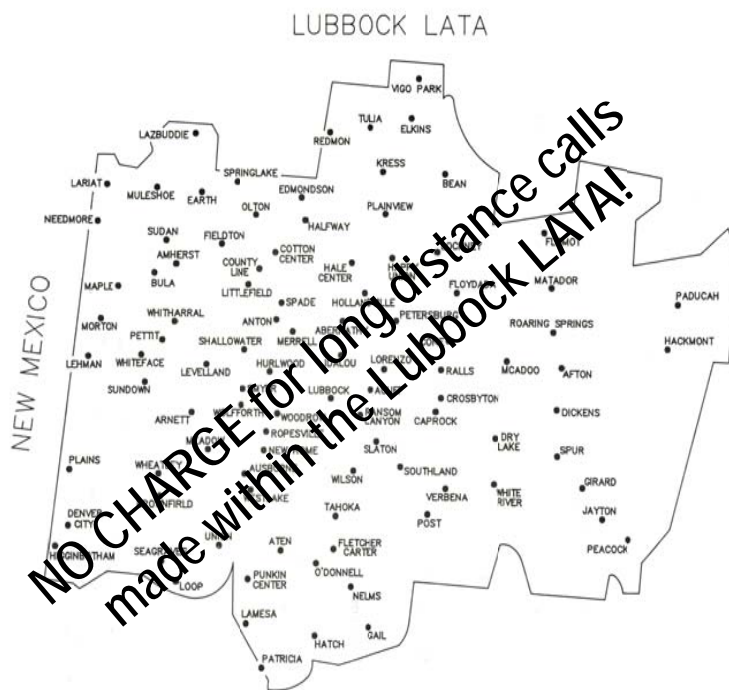 LUBBOCK LATA
VIGO PARK
TULIA
ELKINS
LAZBUDDIE
REDMON
KRESS
BEAN
SPRINGLAKE
LARIAT
MULESHOE
EARTH
EDMONDSON
OLTON
PLAINVIEW
NEEDMORE
HALFWAY
SUDAN
FIELDTON
AMHERST
COTTON
CENTER
COUNTY
LINE
HALE
CENTER
BULA
MAPLE
LITTLEFIELD
FLOYDADA
MATADOR
PADUCAH
SPADE
WHITHARRAL
MORTON
ANTON
PETERSBURG
PETTIT
MERRELL
ROARING SPRINGS
SHALLOWATER
HACKMONT
LEHMAN
WHITEFACE
LEVELLAND
HURLWOOD
LORENZO
RALLS
MCADOO
AFTON
SUNDOWN
LUBBOCK
CROSBYTON
ARNETT
WOLFFORTH
RANSOM
CANYON
CAPROCK
DICKENS
ROPESVILLE
SLATON
DRY
LAKE
SPUR
PLAINS
WILSON
SOUTHLAND
WHITE
RIVER
VERBENA
GIRARD
DENVER
CITY
TAHOKA
POST
JAYTON
ATEN
FLETCHER
CARTER
PEACOCK
LOOP
PUNKIN
CENTER
O'DONNELL
NELMS
LAMESA
HATCH
GAIL
PATRICIA
NEW MEXICO
NO CHARGE for long distance calls
made within the Lubbock LATA!